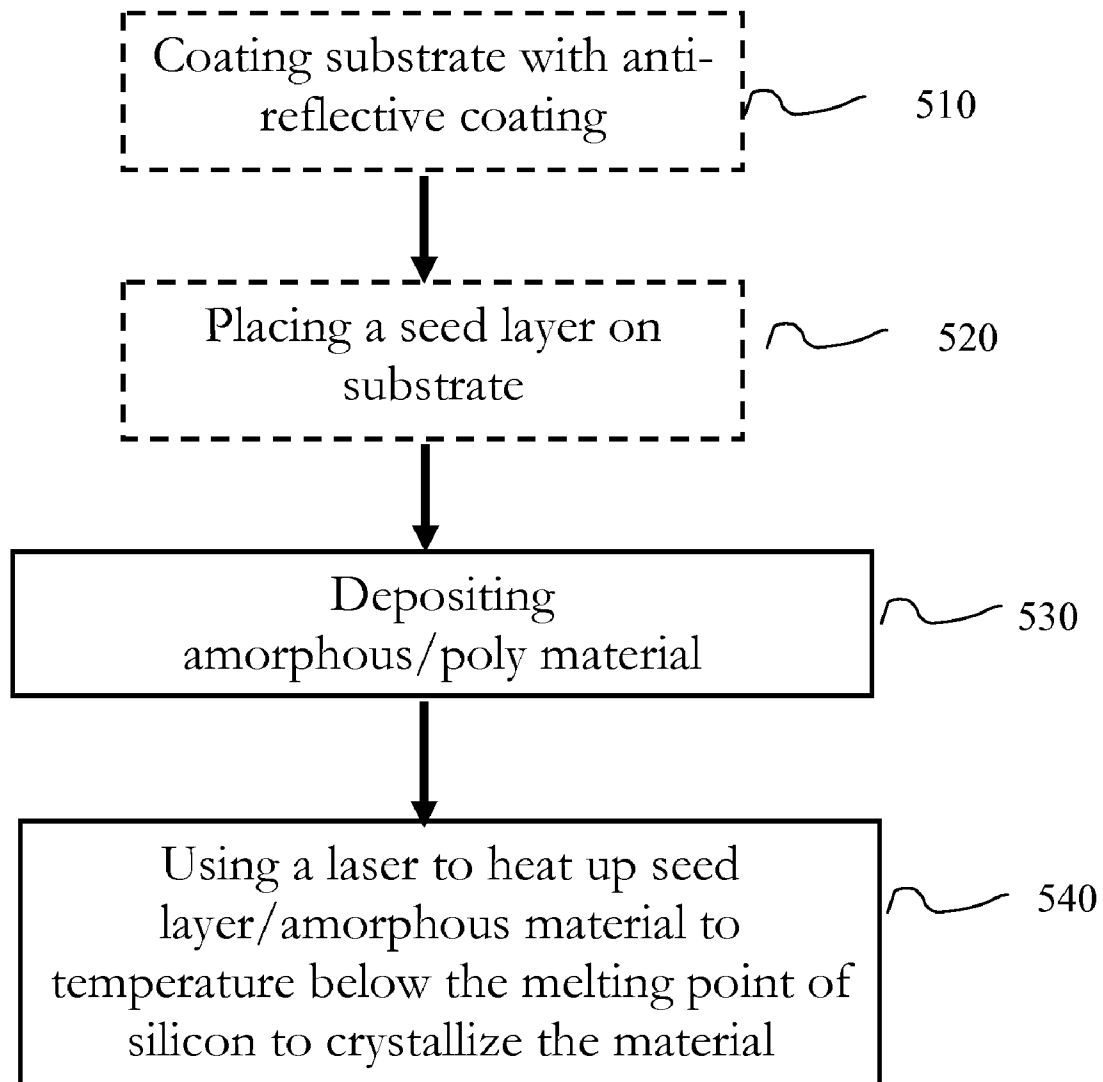 Coating substrate with anti-
reflective coating
510
Placing a seed layer on
substrate
520
Depositing
amorphous/poly material
530
Using a laser to heat up seed
layer/amorphous material to
temperature below the melting point of
silicon to crystallize the material
540